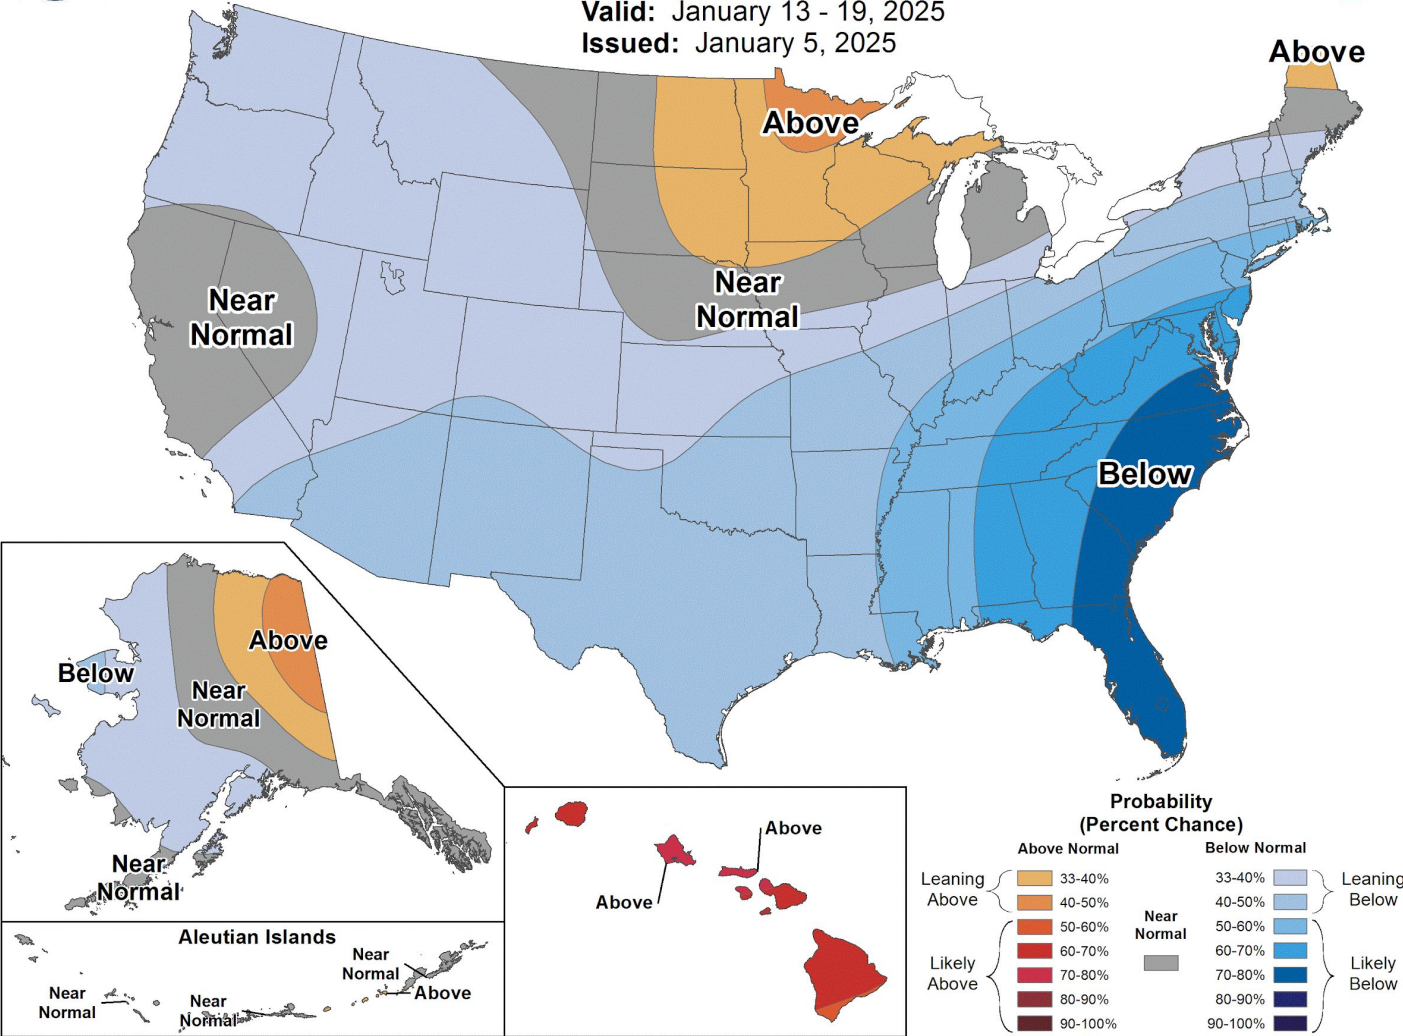 Valid: January 13 - 19, 2025
Issued: January 5, 2025
Above
Above
Near
Normal
Near
Normal
Below
Above
Below
Near
Normal
Near
Normal
Aleutian Islands
Near
Normal
Above
Near
Normal
Near
Normal
Above
Above
Probability
(Percent Chance)
Above Normal
Below Normal
Leaning
Above
33-40%
40-50%
50-60%
60-70%
70-80%
80-90%
90-100%
Likely
Above
Near
Normal
33-40%
40-50%
50-60%
60-70%
70-80%
80-90%
90-100%
Leaning
Below
Likely
Below